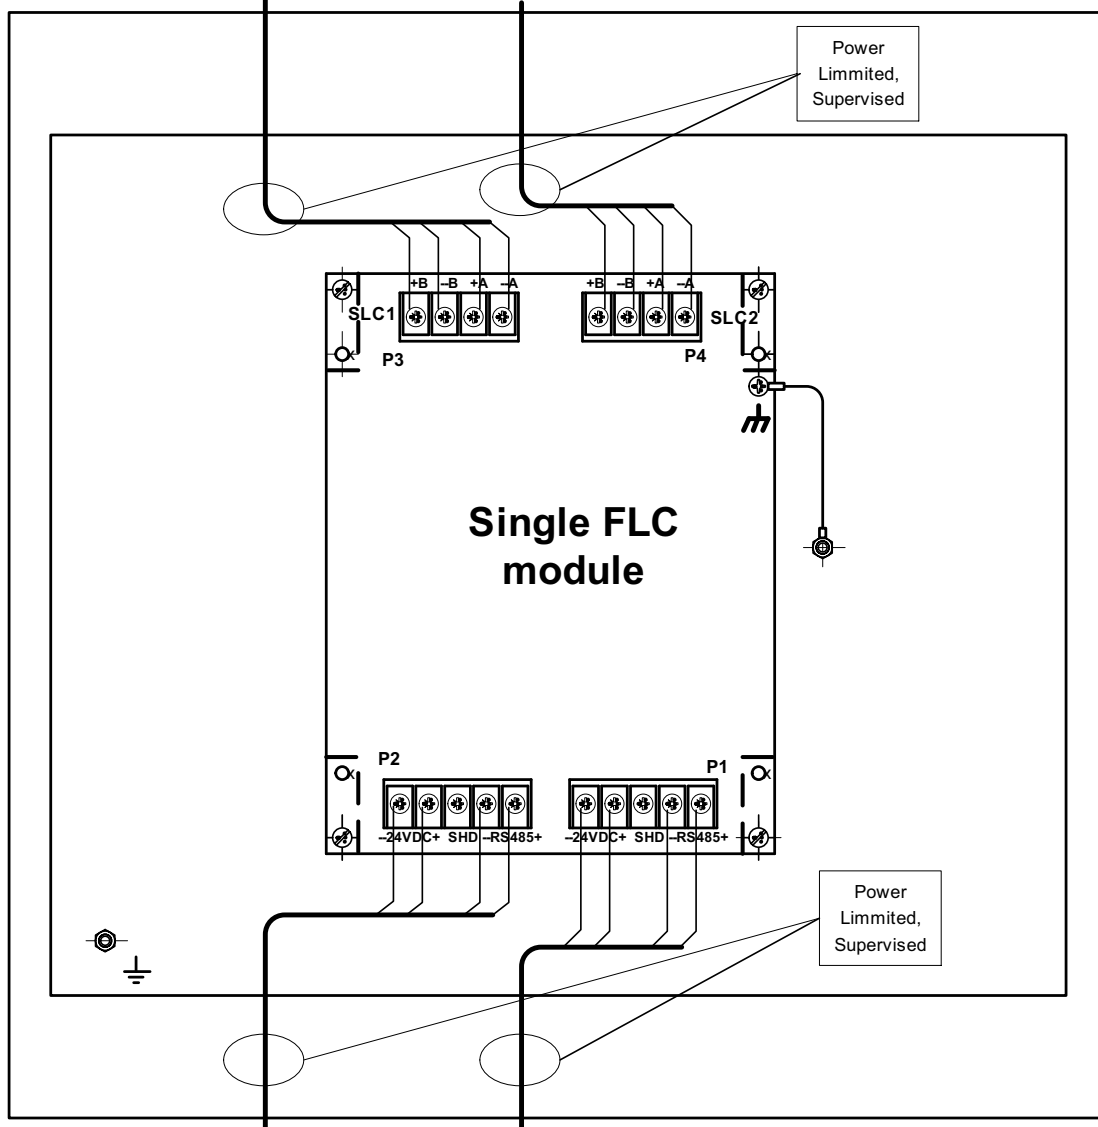 Power
Limmited,
Supervised
+B --B +A --A
+B --B +A --A
SLC1
SLC2
P3
P4
Single FLC
module
P2
P1
--24VDC+ SHD --RS485+
--24VDC+ SHD --RS485+
Power
Limmited,
Supervised